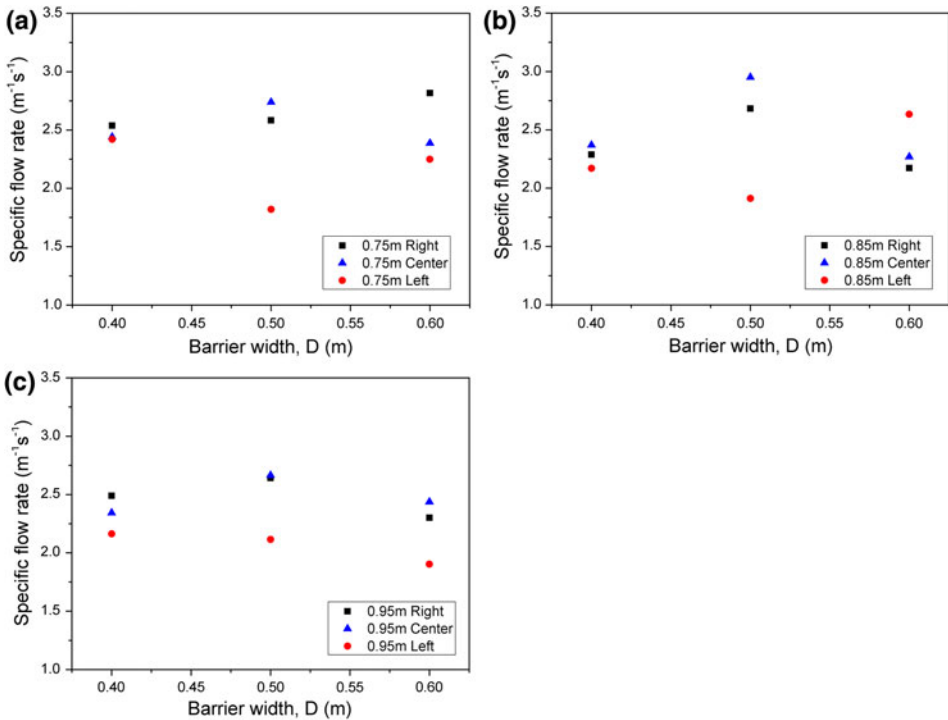 (a)
3.5
3.0
2.5
2.0
1.5
1.0
Specific flow rate (m⁻¹s⁻¹)
0.75m Right
0.75m Center
0.75m Left
0.40 0.45 0.50 0.55 0.60
Barrier width, D (m)
(b)
3.5
3.0
2.5
2.0
1.5
1.0
Specific flow rate (m⁻¹s⁻¹)
0.85m Right
0.85m Center
0.85m Left
0.40 0.45 0.50 0.55 0.60
Barrier width, D (m)
(c)
3.5
3.0
2.5
2.0
1.5
1.0
Specific flow rate (m⁻¹s⁻¹)
0.95m Right
0.95m Center
0.95m Left
0.40 0.45 0.50 0.55 0.60
Barrier width, D (m)